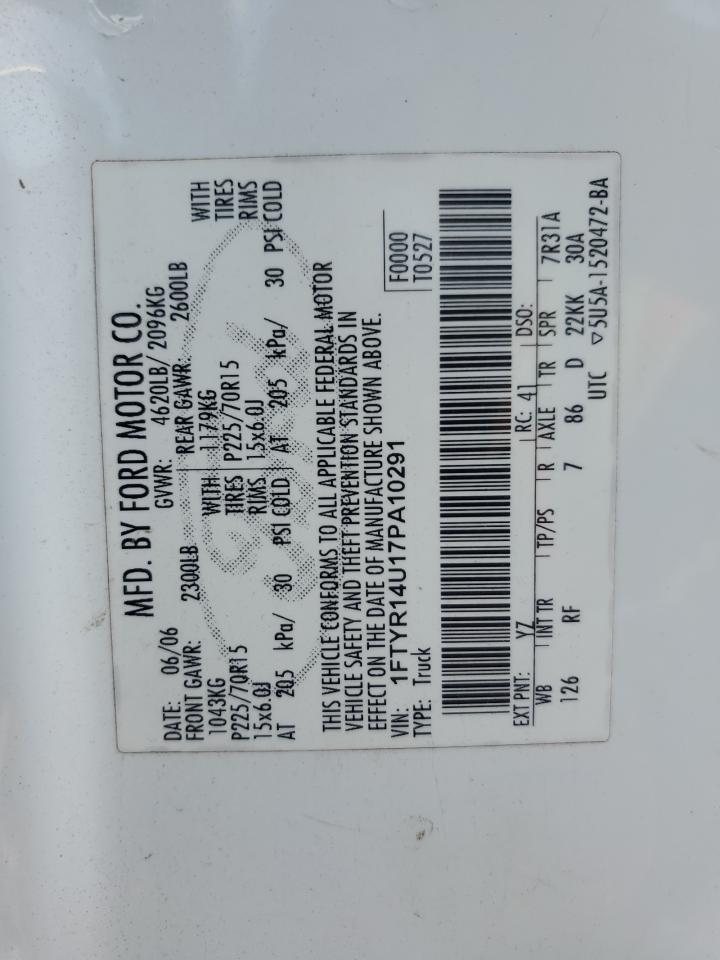 MFD. BY FORD MOTOR CO.
DATE: 06/06 GVWR: 4620LB/ 2096KG
FRONT GAWR: 2300LB REAR GAWR: 2600LB
1043KG WITH 1179KG WITH
P225/70R15 TIRES P225/70R15 TIRES
15x6.0J RIMS 15x6.0J RIMS
AT 205 kPa/ 30 PSI COLD AT 205 kPa/ 30 PSI COLD
THIS VEHICLE CONFORMS TO ALL APPLICABLE FEDERAL MOTOR
VEHICLE SAFETY AND THEFT PREVENTION STANDARDS IN
EFFECT ON THE DATE OF MANUFACTURE SHOWN ABOVE.
VIN: 1FTYR14U17PA10291 F0000
TYPE: Truck T0527
EXT PNT: YZ RC: 41 DSO:
WB INT TR TP/PS R AXLE TR SPR 7R31A
126 RF 7 86 D 22KK 30A
UTC ▽5U5A-1520472-BA